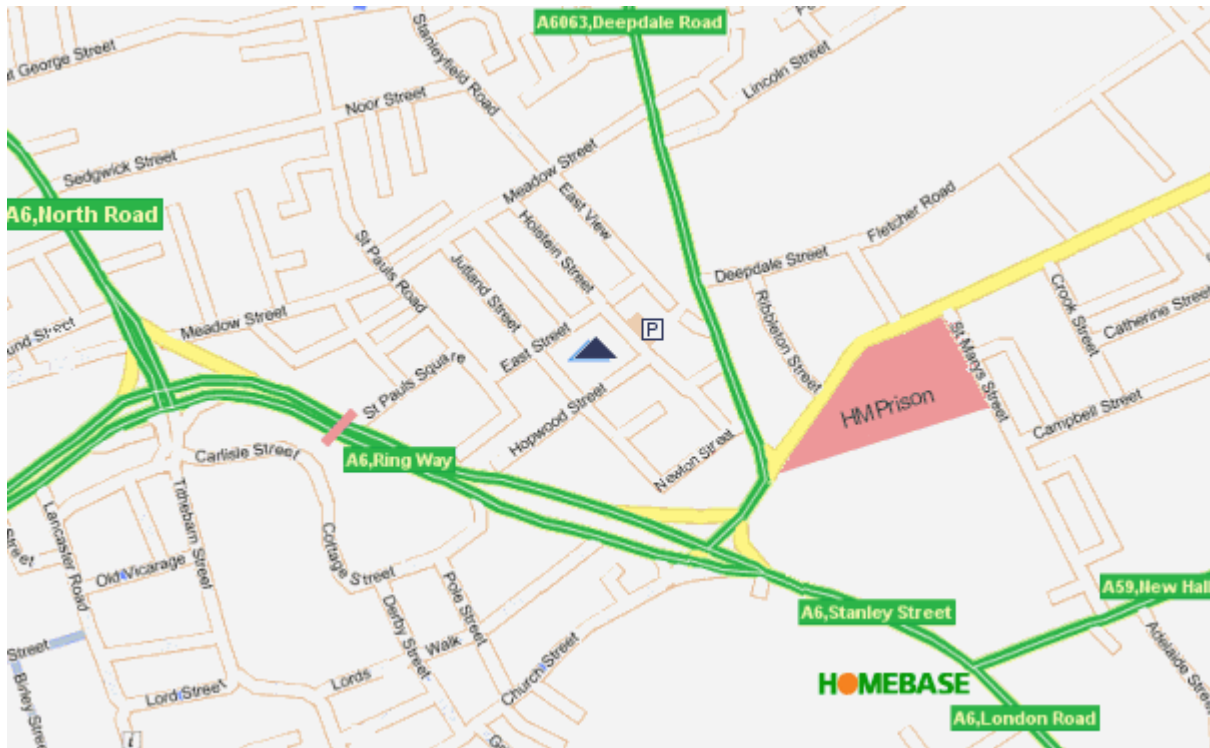 A6063,Deepdale Road
George Street
Stanleyfield Road
Lincoln Street
Noor Street
Sedgwick Street
Meadow Street
East View
Holstein Street
A6,North Road
St Pauls Road
Jutland Street
Fletcher Road
Deepdale Street
Ribbleton Street
Crook Street
Catherine Street
Meadow Street
East Street
P
St Marys Street
St Pauls Square
HM Prison
Hopwood Street
Campbell Street
Newton Street
Carlisle Street
A6,Ring Way
Lancaster Road
Tithebarn Street
Cottage Street
Old Vicarage
Pole Street
Derby Street
A59,New Hall
A6,Stanley Street
Adelaide Street
Street
Walk
Lords
Church Street
Birley Street
Lord Street
HOMEBASE
A6,London Road
i